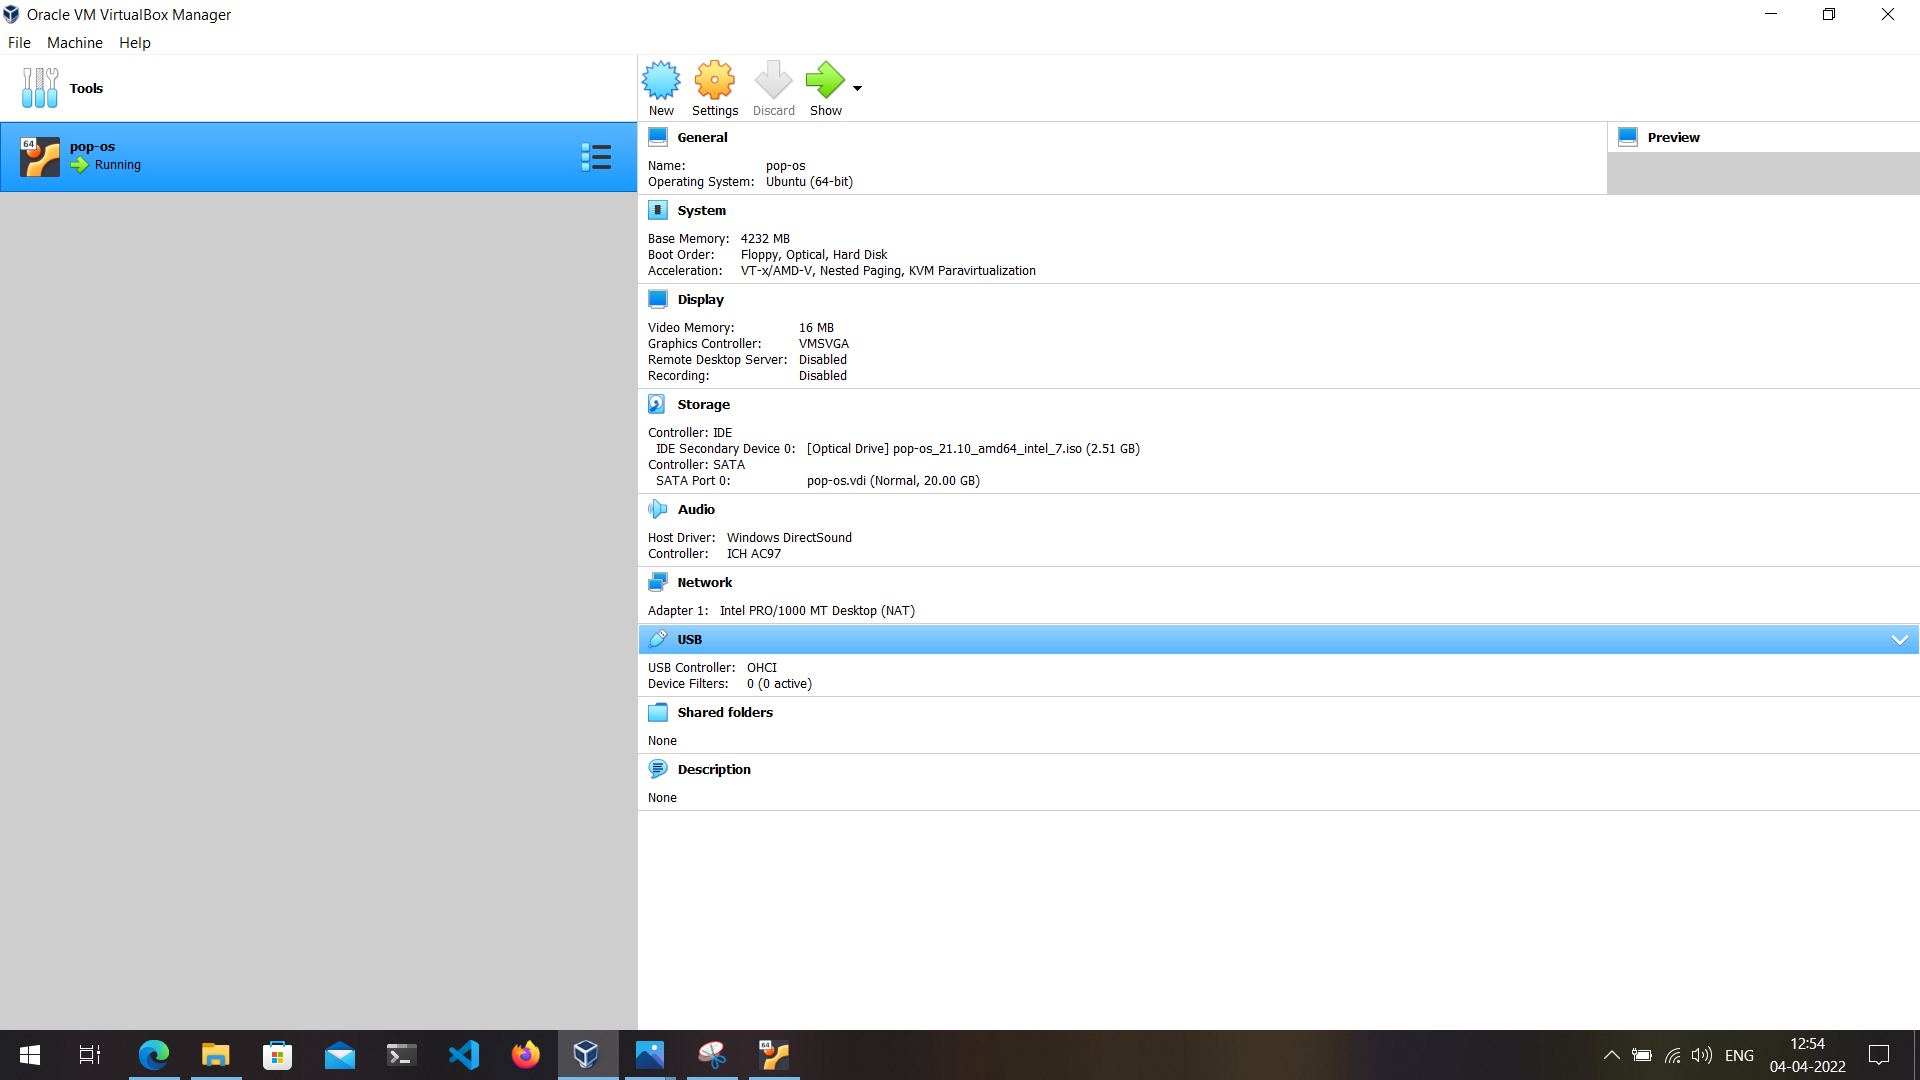 Oracle VM VirtualBox Manager
File Machine Help
Tools
New Settings Discard Show
64
pop-os
Running
General
Name: pop-os
Operating System: Ubuntu (64-bit)
Preview
System
Base Memory: 4232 MB
Boot Order: Floppy, Optical, Hard Disk
Acceleration: VT-x/AMD-V, Nested Paging, KVM Paravirtualization
Display
Video Memory: 16 MB
Graphics Controller: VMSVGA
Remote Desktop Server: Disabled
Recording: Disabled
Storage
Controller: IDE
IDE Secondary Device 0: [Optical Drive] pop-os_21.10_amd64_intel_7.iso (2.51 GB)
Controller: SATA
SATA Port 0: pop-os.vdi (Normal, 20.00 GB)
Audio
Host Driver: Windows DirectSound
Controller: ICH AC97
Network
Adapter 1: Intel PRO/1000 MT Desktop (NAT)
USB
USB Controller: OHCI
Device Filters: 0 (0 active)
Shared folders
None
Description
None
64
ENG
12:54
04-04-2022